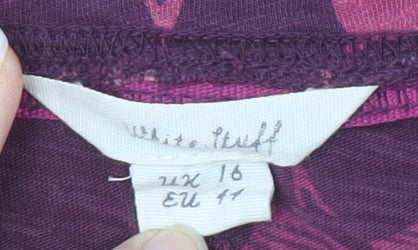 White Stuff
UK 16
EU 44